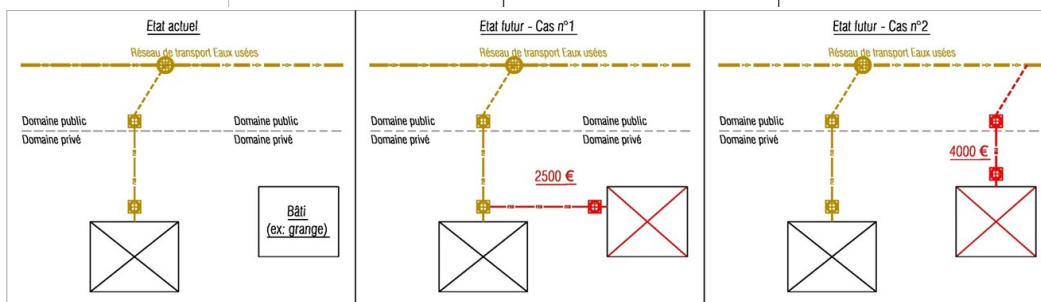 Etat actuel
Réseau de transport Eaux usées
Domaine public
Domaine public
Domaine privé
Domaine privé
Bâti
(ex: grange)
Etat futur - Cas n°1
Réseau de transport Eaux usées
Domaine public
Domaine public
Domaine privé
Domaine privé
2500 €
Etat futur - Cas n°2
Réseau de transport Eaux usées
Domaine public
Domaine privé
4000 €